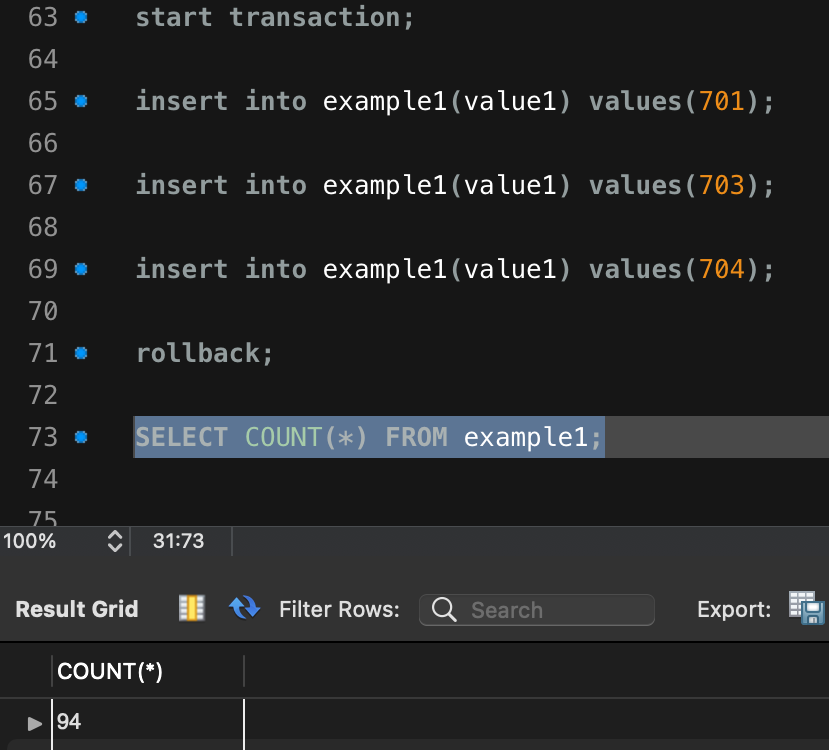 63 start transaction;
64
65 insert into example1(value1) values(701);
66
67 insert into example1(value1) values(703);
68
69 insert into example1(value1) values(704);
70
71 rollback;
72
73 SELECT COUNT(*) FROM example1;
74
75
100% 31:73
Result Grid Filter Rows: Search Export:
COUNT(*)
94